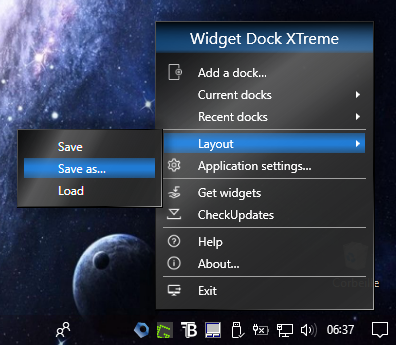 Widget Dock XTreme
Add a dock...
Current docks
Recent docks
Layout
Save
Save as...
Load
Application settings...
Get widgets
CheckUpdates
Help
About...
Exit
Corbeille
06:37